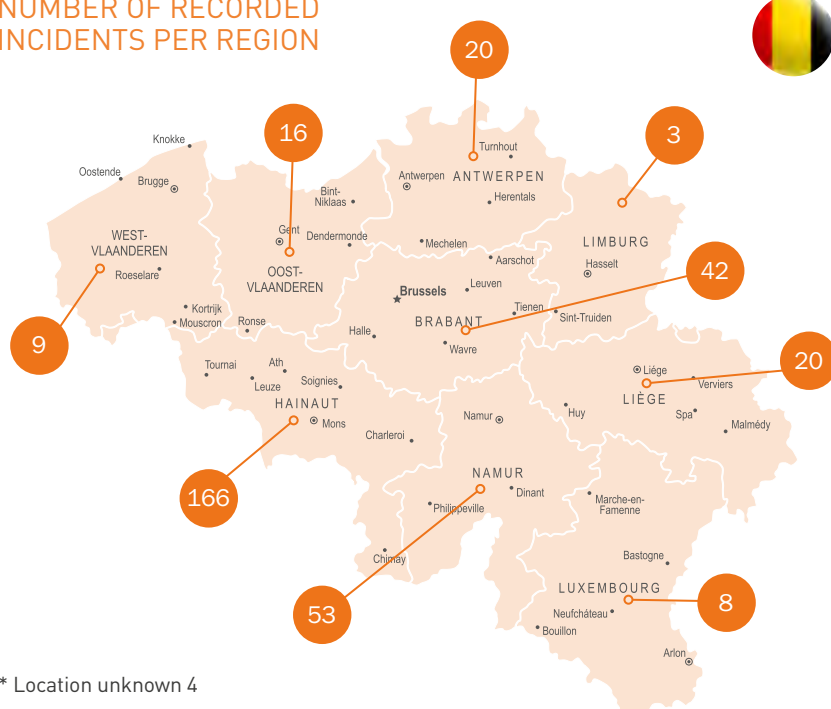 NUMBER OF RECORDED
INCIDENTS PER REGION
20
16
3
Knokke
Turnhout
Oostende
Brugge
Antwerpen
ANTWERPEN
Bint-
Niklaas
Herentals
WEST-
VLAANDEREN
Gent
Dendermonde
Mechelen
LIMBURG
Roeselare
OOST-
VLAANDEREN
Aarschot
Hasselt
42
Brussels
Leuven
Kortrijk
Mouscron
Ronse
BRABANT
Tienen
Sint-Truiden
9
Halle
Wavre
20
Tournai
Ath
Leuze
Soignies
Liège
Verviers
HAINAUT
LIÈGE
Mons
Namur
Huy
Spa
Malmédy
Charleroi
166
NAMUR
Dinant
Philippeville
Marche-en-
Famenne
Chimay
Bastogne
53
LUXEMBOURG
8
Neufchâteau
Bouillon
Arlon
* Location unknown 4